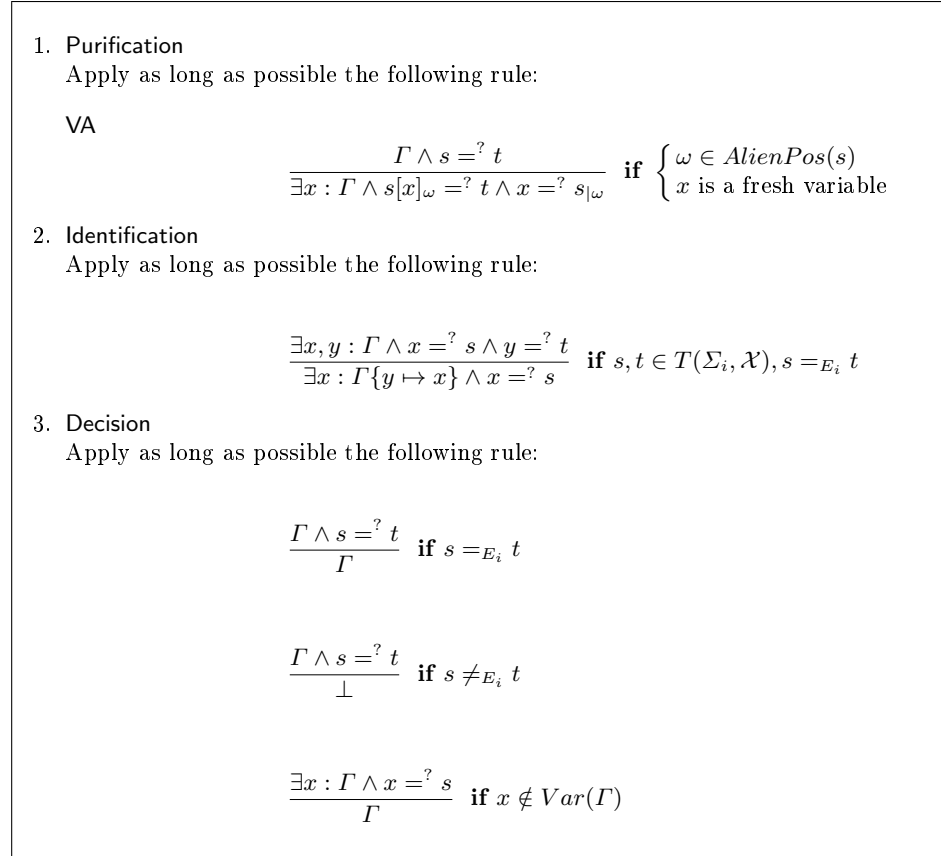 1. Purification
Apply as long as possible the following rule:
VA
Γ ∧ s =? t
∃x : Γ ∧ s[x]ω =? t ∧ x =? s|ω
if { ω ∈ AlienPos(s)
x is a fresh variable
2. Identification
Apply as long as possible the following rule:
∃x, y : Γ ∧ x =? s ∧ y =? t
∃x : Γ{y ↦ x} ∧ x =? s
if s, t ∈ T(Σi, X), s =Ei t
3. Decision
Apply as long as possible the following rule:
Γ ∧ s =? t
Γ
if s =Ei t
Γ ∧ s =? t
⊥
if s ≠Ei t
∃x : Γ ∧ x =? s
Γ
if x ∉ Var(Γ)